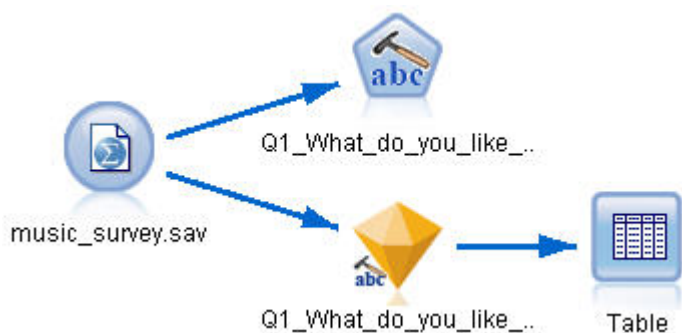 abc
Q1_What_do_you_like_..
music_survey.sav
abc
Q1_What_do_you_like_..
Table